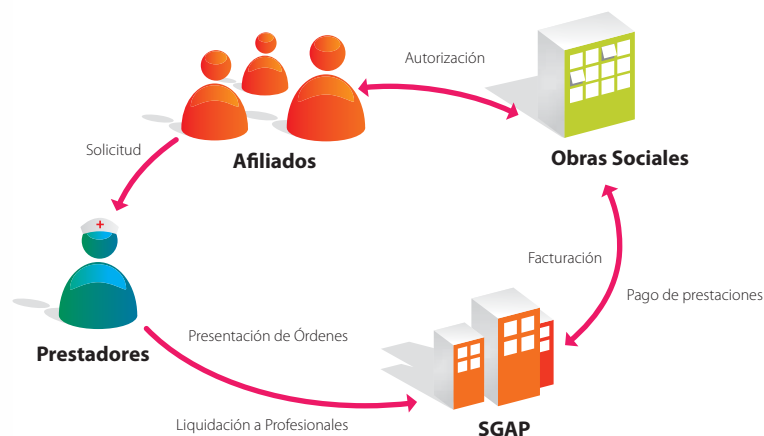 Autorización
Afiliados
Obras Sociales
Solicitud
Facturación
Pago de prestaciones
Prestadores
Presentación de Órdenes
Liquidación a Profesionales
SGAP